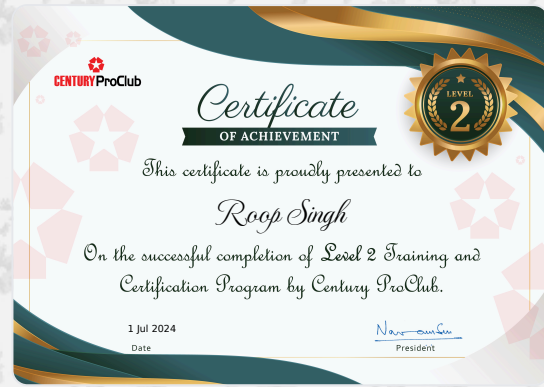 CENTURY ProClub
LEVEL
2
Certificate
OF ACHIEVEMENT
This certificate is proudly presented to
Roop Singh
On the successful completion of Level 2 Training and
Certification Program by Century ProClub.
1 Jul 2024
Date
President